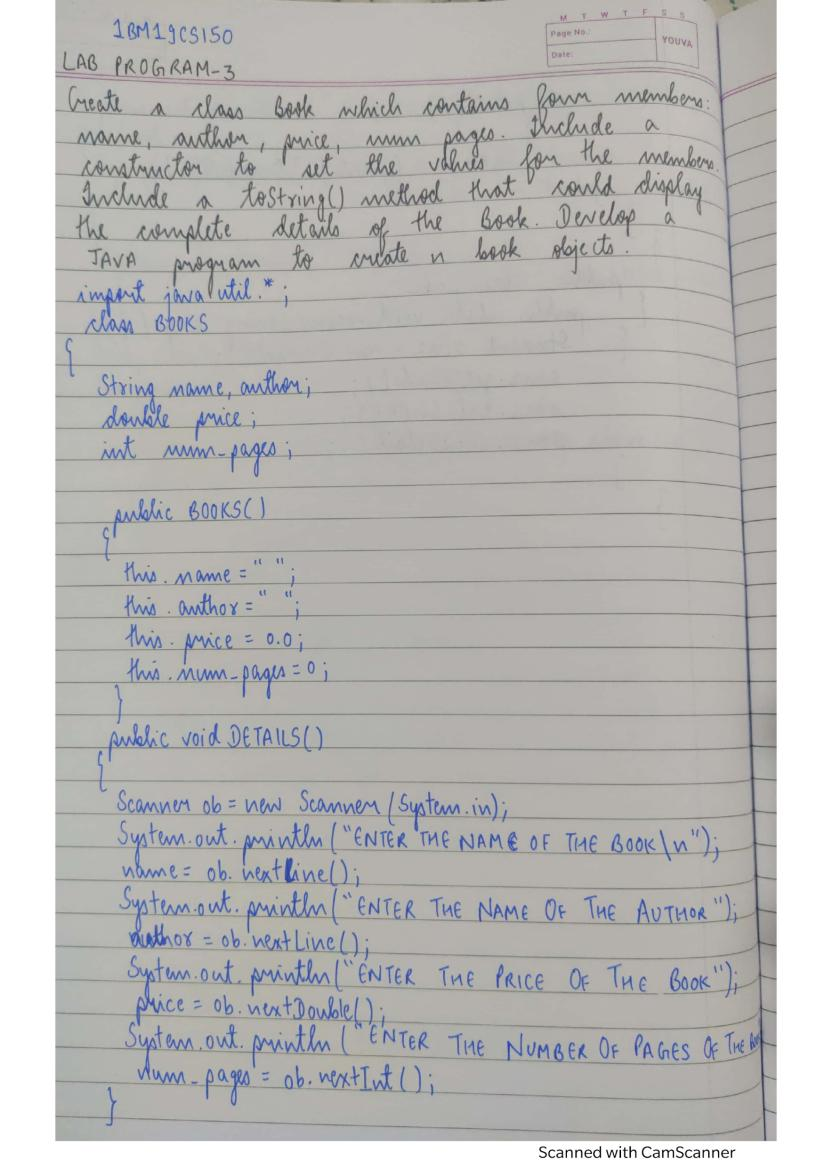 1BM19CS150
M T W T F S S
Page No.:
YOUVA
Date:
LAB PROGRAM-3
Create a class Book which contains four members:
name, author, price, num pages. Include a
constructor to set the values for the members.
Include a toString() method that could display
the complete details of the Book. Develop a
JAVA program to create n book objects.
import java util.*;
class BOOKS
{
String name, author;
double price;
int num-pages;
public BOOKS()
{
this.name=" ";
this.author=" ";
this.price = 0.0;
this.num-pages=0;
}
public void DETAILS()
{
Scanner ob = new Scanner (System.in);
System.out.println ("ENTER THE NAME OF THE BOOK\n");
name = ob.nextline();
System.out.println("ENTER THE NAME OF THE AUTHOR");
author = ob.nextLine();
System.out.println("ENTER THE PRICE OF THE BOOK");
price = ob.nextDouble();
System.out.println ("ENTER THE NUMBER OF PAGES OF THE
Num-pages = ob.nextInt();
}
Scanned with CamScanner